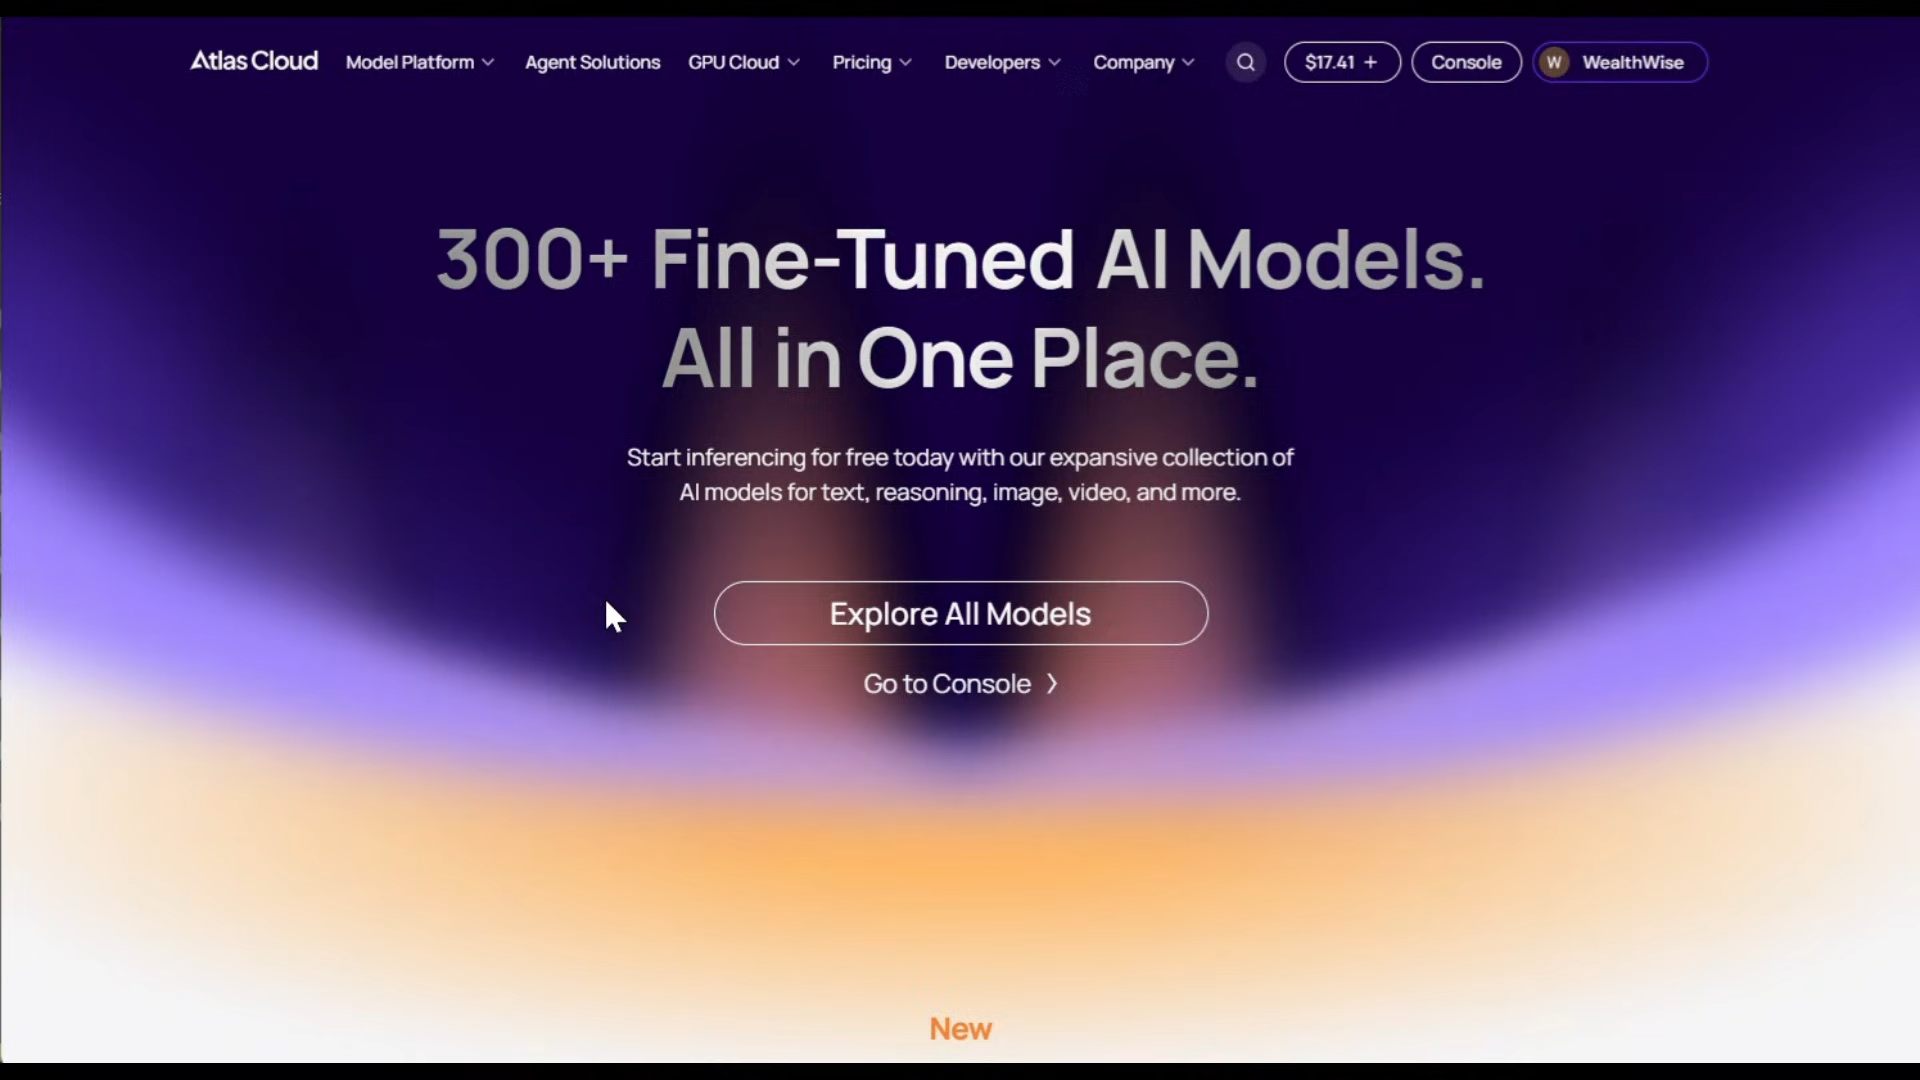 Atlas Cloud Model Platform Agent Solutions GPU Cloud Pricing Developers Company $17.41 + Console W WealthWise
300+ Fine-Tuned AI Models.
All in One Place.
Start inferencing for free today with our expansive collection of
AI models for text, reasoning, image, video, and more.
Explore All Models
Go to Console
New